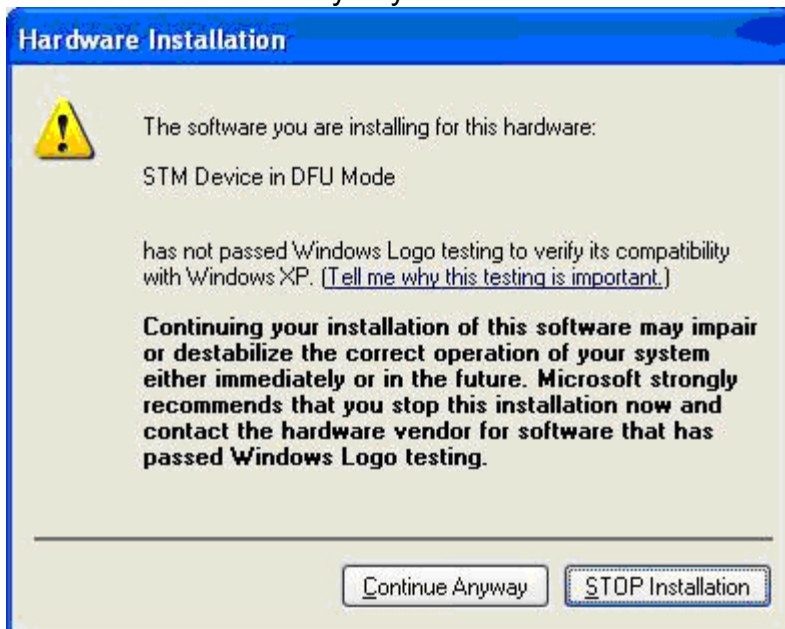 Hardware Installation
The software you are installing for this hardware:
STM Device in DFU Mode
has not passed Windows Logo testing to verify its compatibility
with Windows XP. (Tell me why this testing is important.)
Continuing your installation of this software may impair
or destabilize the correct operation of your system
either immediately or in the future. Microsoft strongly
recommends that you stop this installation now and
contact the hardware vendor for software that has
passed Windows Logo testing.
Continue Anyway
STOP Installation